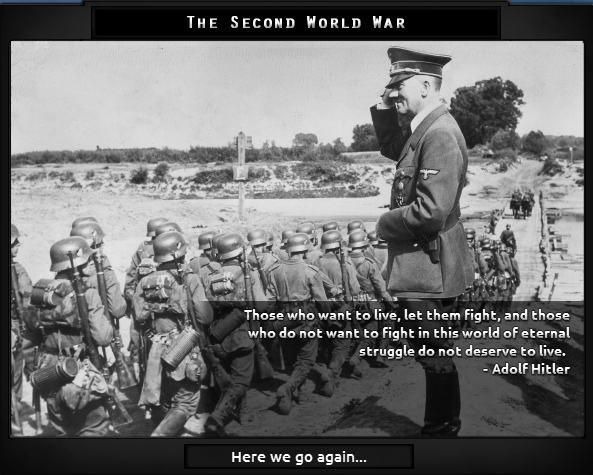 The Second World War
Those who want to live, let them fight, and those
who do not want to fight in this world of eternal
struggle do not deserve to live.
- Adolf Hitler
Here we go again...